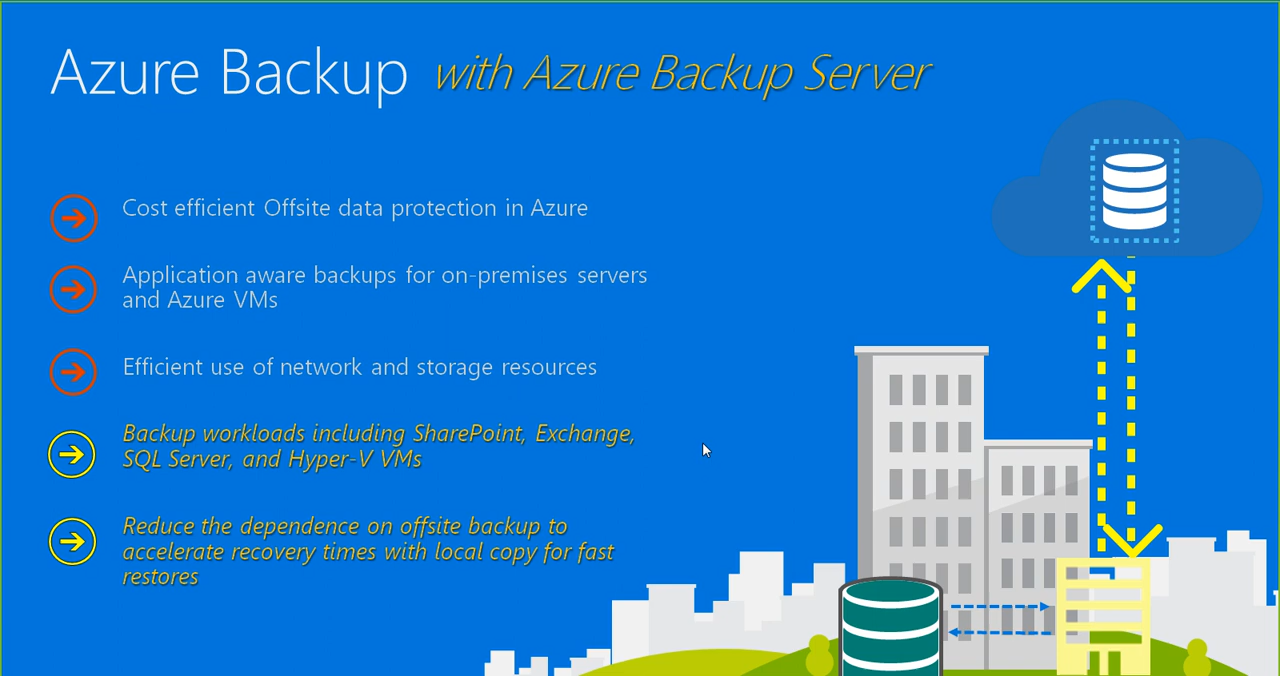 Azure Backup with Azure Backup Server
Cost efficient Offsite data protection in Azure
Application aware backups for on-premises servers
and Azure VMs
Efficient use of network and storage resources
Backup workloads including SharePoint, Exchange,
SQL Server, and Hyper-V VMs
Reduce the dependence on offsite backup to
accelerate recovery times with local copy for fast
restores